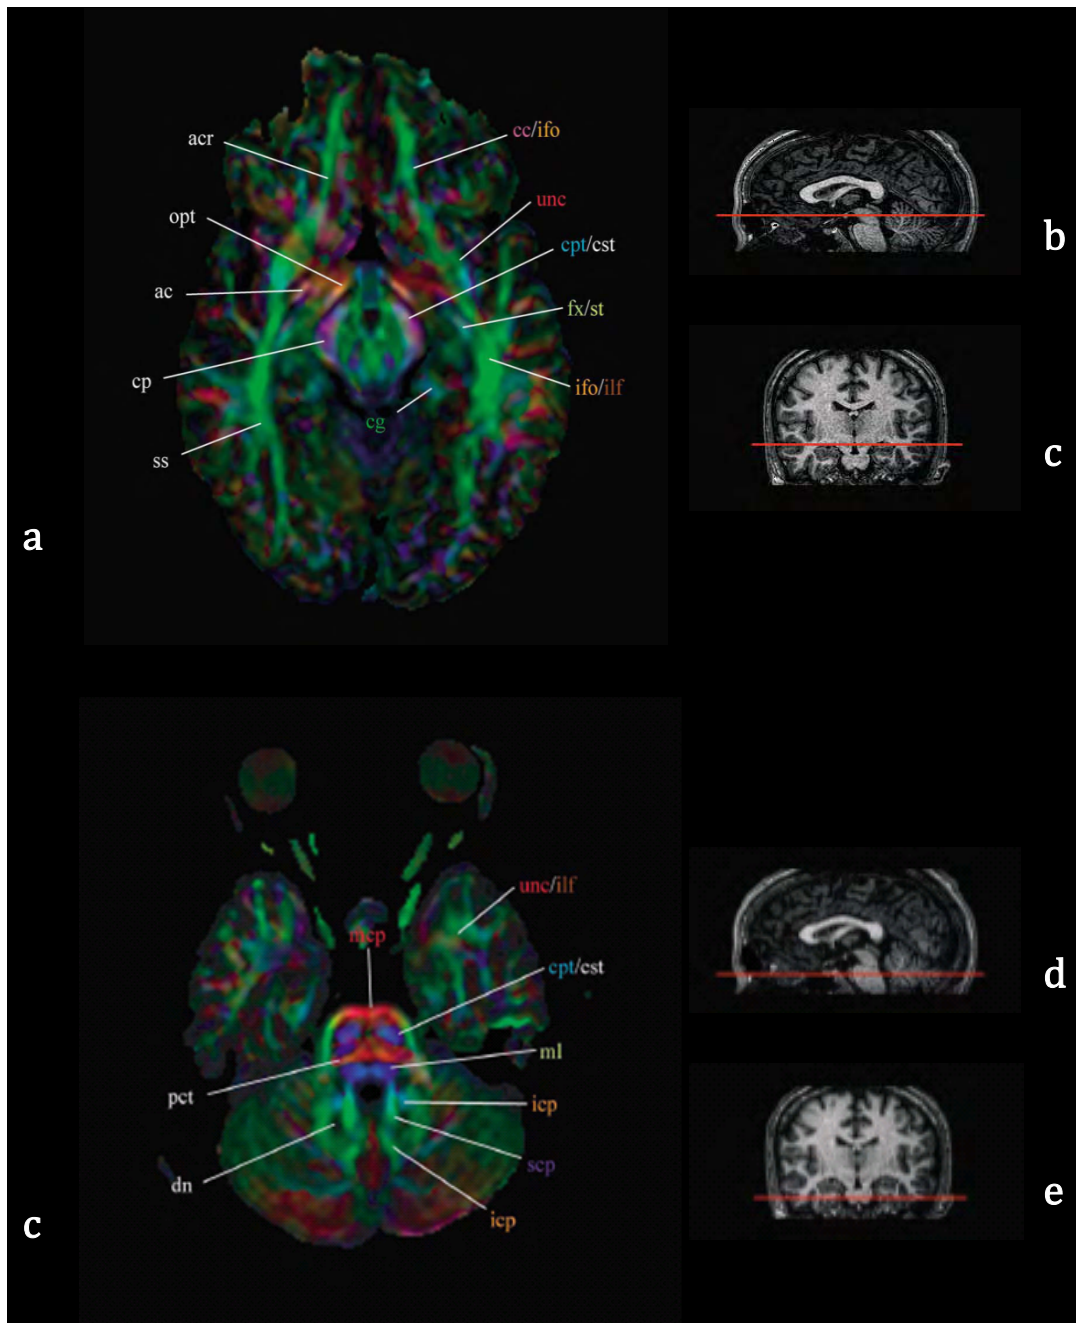 acr
cc/ifo
unc
opt
cpt/cst
ac
fx/st
cp
ifo/ilf
cg
ss
a
b
c
unc/ilf
mcp
cpt/cst
ml
pct
icp
scp
dn
icp
c
d
e